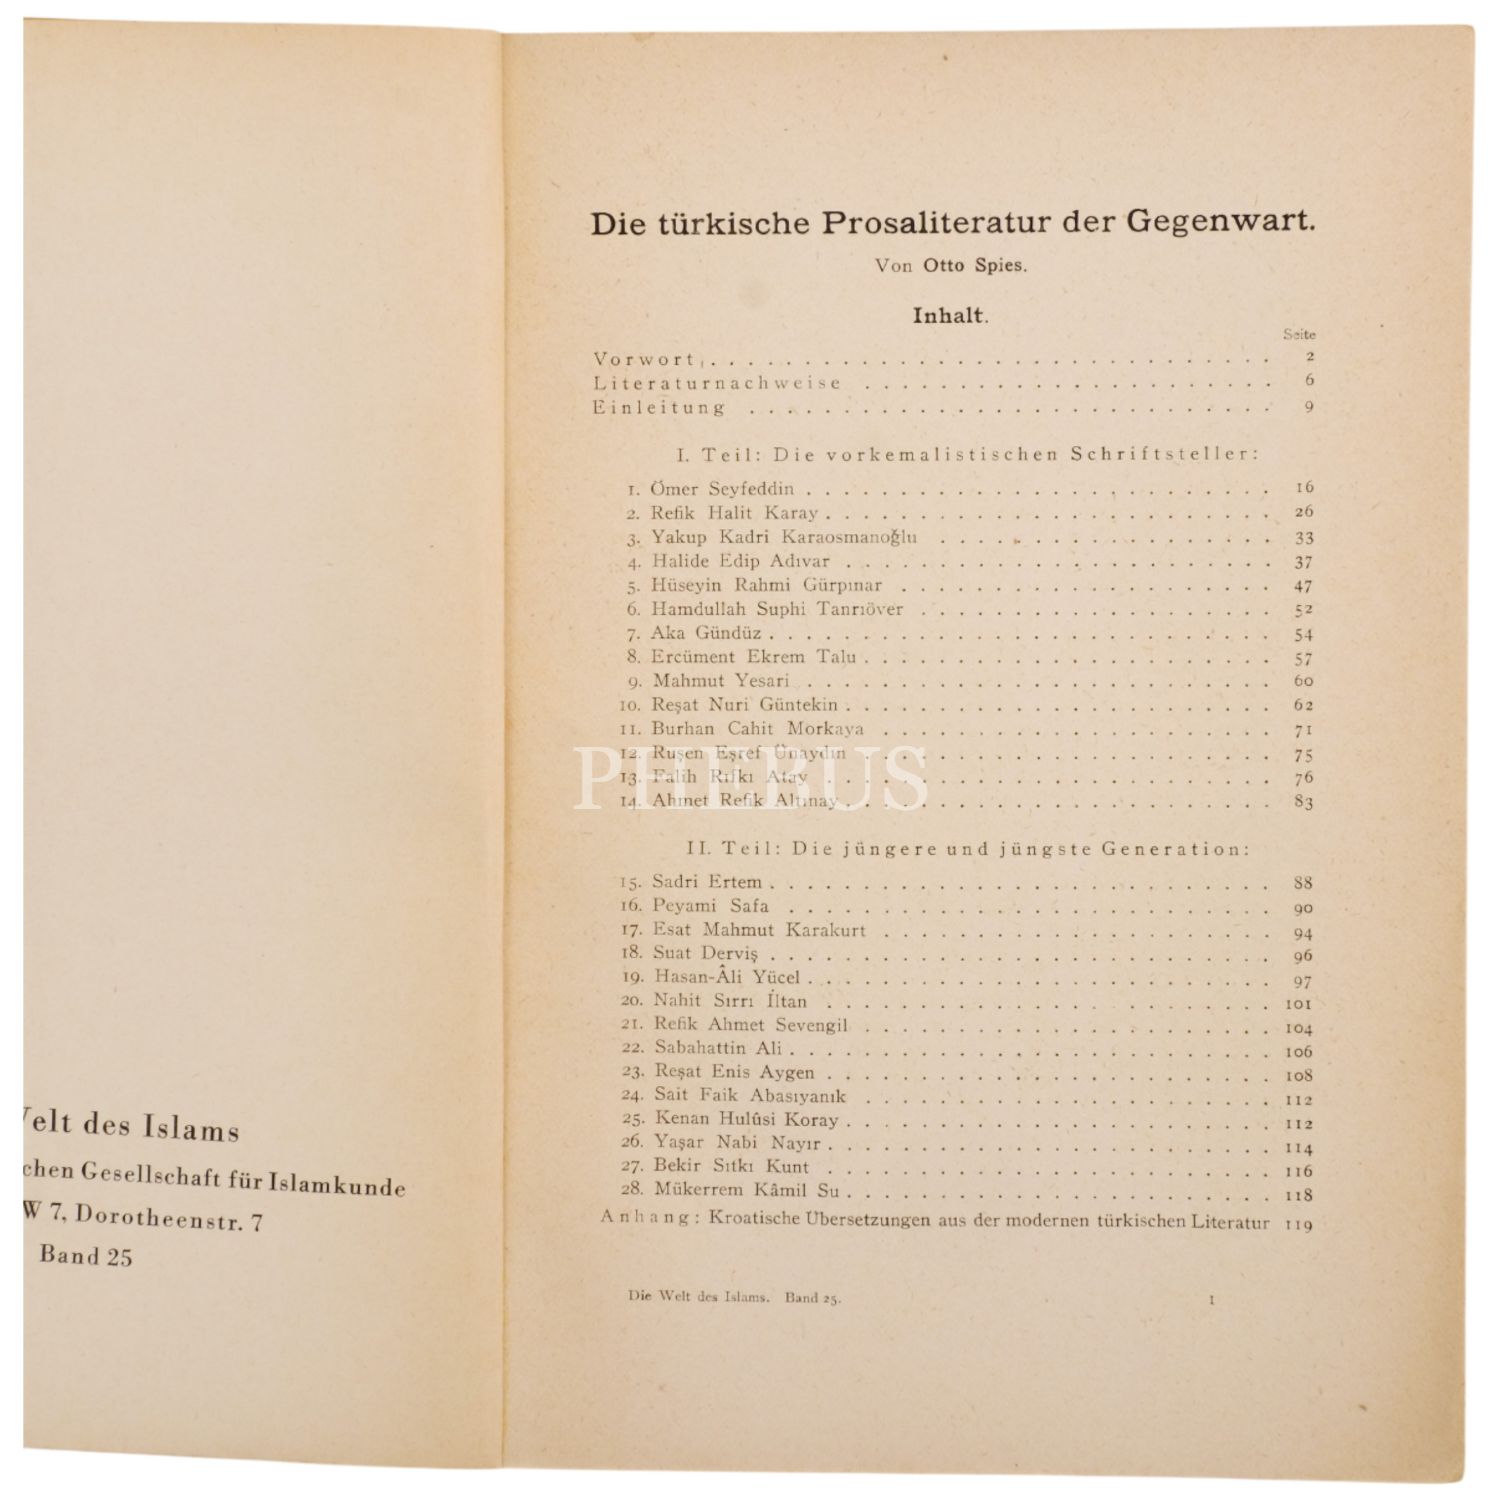 Welt des Islams
chen Gesellschaft für Islamkunde
W 7, Dorotheenstr. 7
Band 25
Die türkische Prosaliteratur der Gegenwart.
Von Otto Spies.
Inhalt.
Seite
Vorwort . . . . . . . . . . 2
Literaturnachweise . . . . . . . . . . 6
Einleitung . . . . . . . . . . 9
I. Teil: Die vorkemalistischen Schriftsteller:
1. Ömer Seyfeddin . . . . . . . . . . 16
2. Refik Halit Karay . . . . . . . . . . 26
3. Yakup Kadri Karaosmanoğlu . . . . . . . . . . 33
4. Halide Edip Adıvar . . . . . . . . . . 37
5. Hüseyin Rahmi Gürpınar . . . . . . . . . . 47
6. Hamdullah Suphi Tanrıöver . . . . . . . . . . 52
7. Aka Gündüz . . . . . . . . . . 54
8. Ercüment Ekrem Talu . . . . . . . . . . 57
9. Mahmut Yesari . . . . . . . . . . 60
10. Reşat Nuri Güntekin . . . . . . . . . . 62
11. Burhan Cahit Morkaya . . . . . . . . . . 71
12. Ruşen Eşref Ünaydın . . . . . . . . . . 75
13. Falih Rıfkı Atay . . . . . . . . . . 76
14. Ahmet Refik Altınay . . . . . . . . . . 83
PHEBUS
II. Teil: Die jüngere und jüngste Generation:
15. Sadri Ertem . . . . . . . . . . 88
16. Peyami Safa . . . . . . . . . . 90
17. Esat Mahmut Karakurt . . . . . . . . . . 94
18. Suat Derviş . . . . . . . . . . 96
19. Hasan-Âli Yücel . . . . . . . . . . 97
20. Nahit Sırrı İltan . . . . . . . . . . 101
21. Refik Ahmet Sevengil . . . . . . . . . . 104
22. Sabahattin Ali . . . . . . . . . . 106
23. Reşat Enis Aygen . . . . . . . . . . 108
24. Sait Faik Abasıyanık . . . . . . . . . . 112
25. Kenan Hulûsi Koray . . . . . . . . . . 112
26. Yaşar Nabi Nayır . . . . . . . . . . 114
27. Bekir Sıtkı Kunt . . . . . . . . . . 116
28. Mükerrem Kâmil Su . . . . . . . . . . 118
Anhang: Kroatische Übersetzungen aus der modernen türkischen Literatur 119
Die Welt des Islams. Band 25. 1